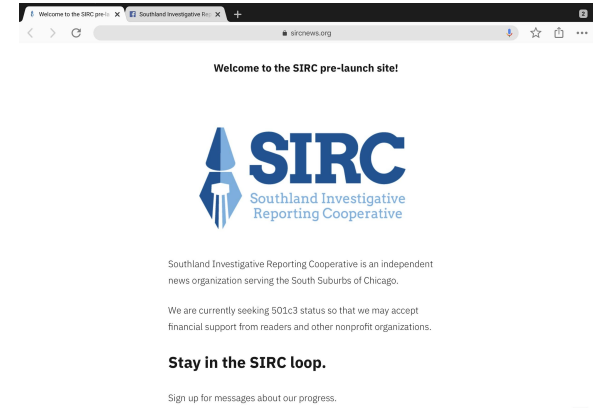 Welcome to the SIRC pre-la
Southland Investigative Rep
2
sircnews.org
Welcome to the SIRC pre-launch site!
SIRC
Southland Investigative
Reporting Cooperative
Southland Investigative Reporting Cooperative is an independent
news organization serving the South Suburbs of Chicago.
We are currently seeking 501c3 status so that we may accept
financial support from readers and other nonprofit organizations.
Stay in the SIRC loop.
Sign up for messages about our progress.